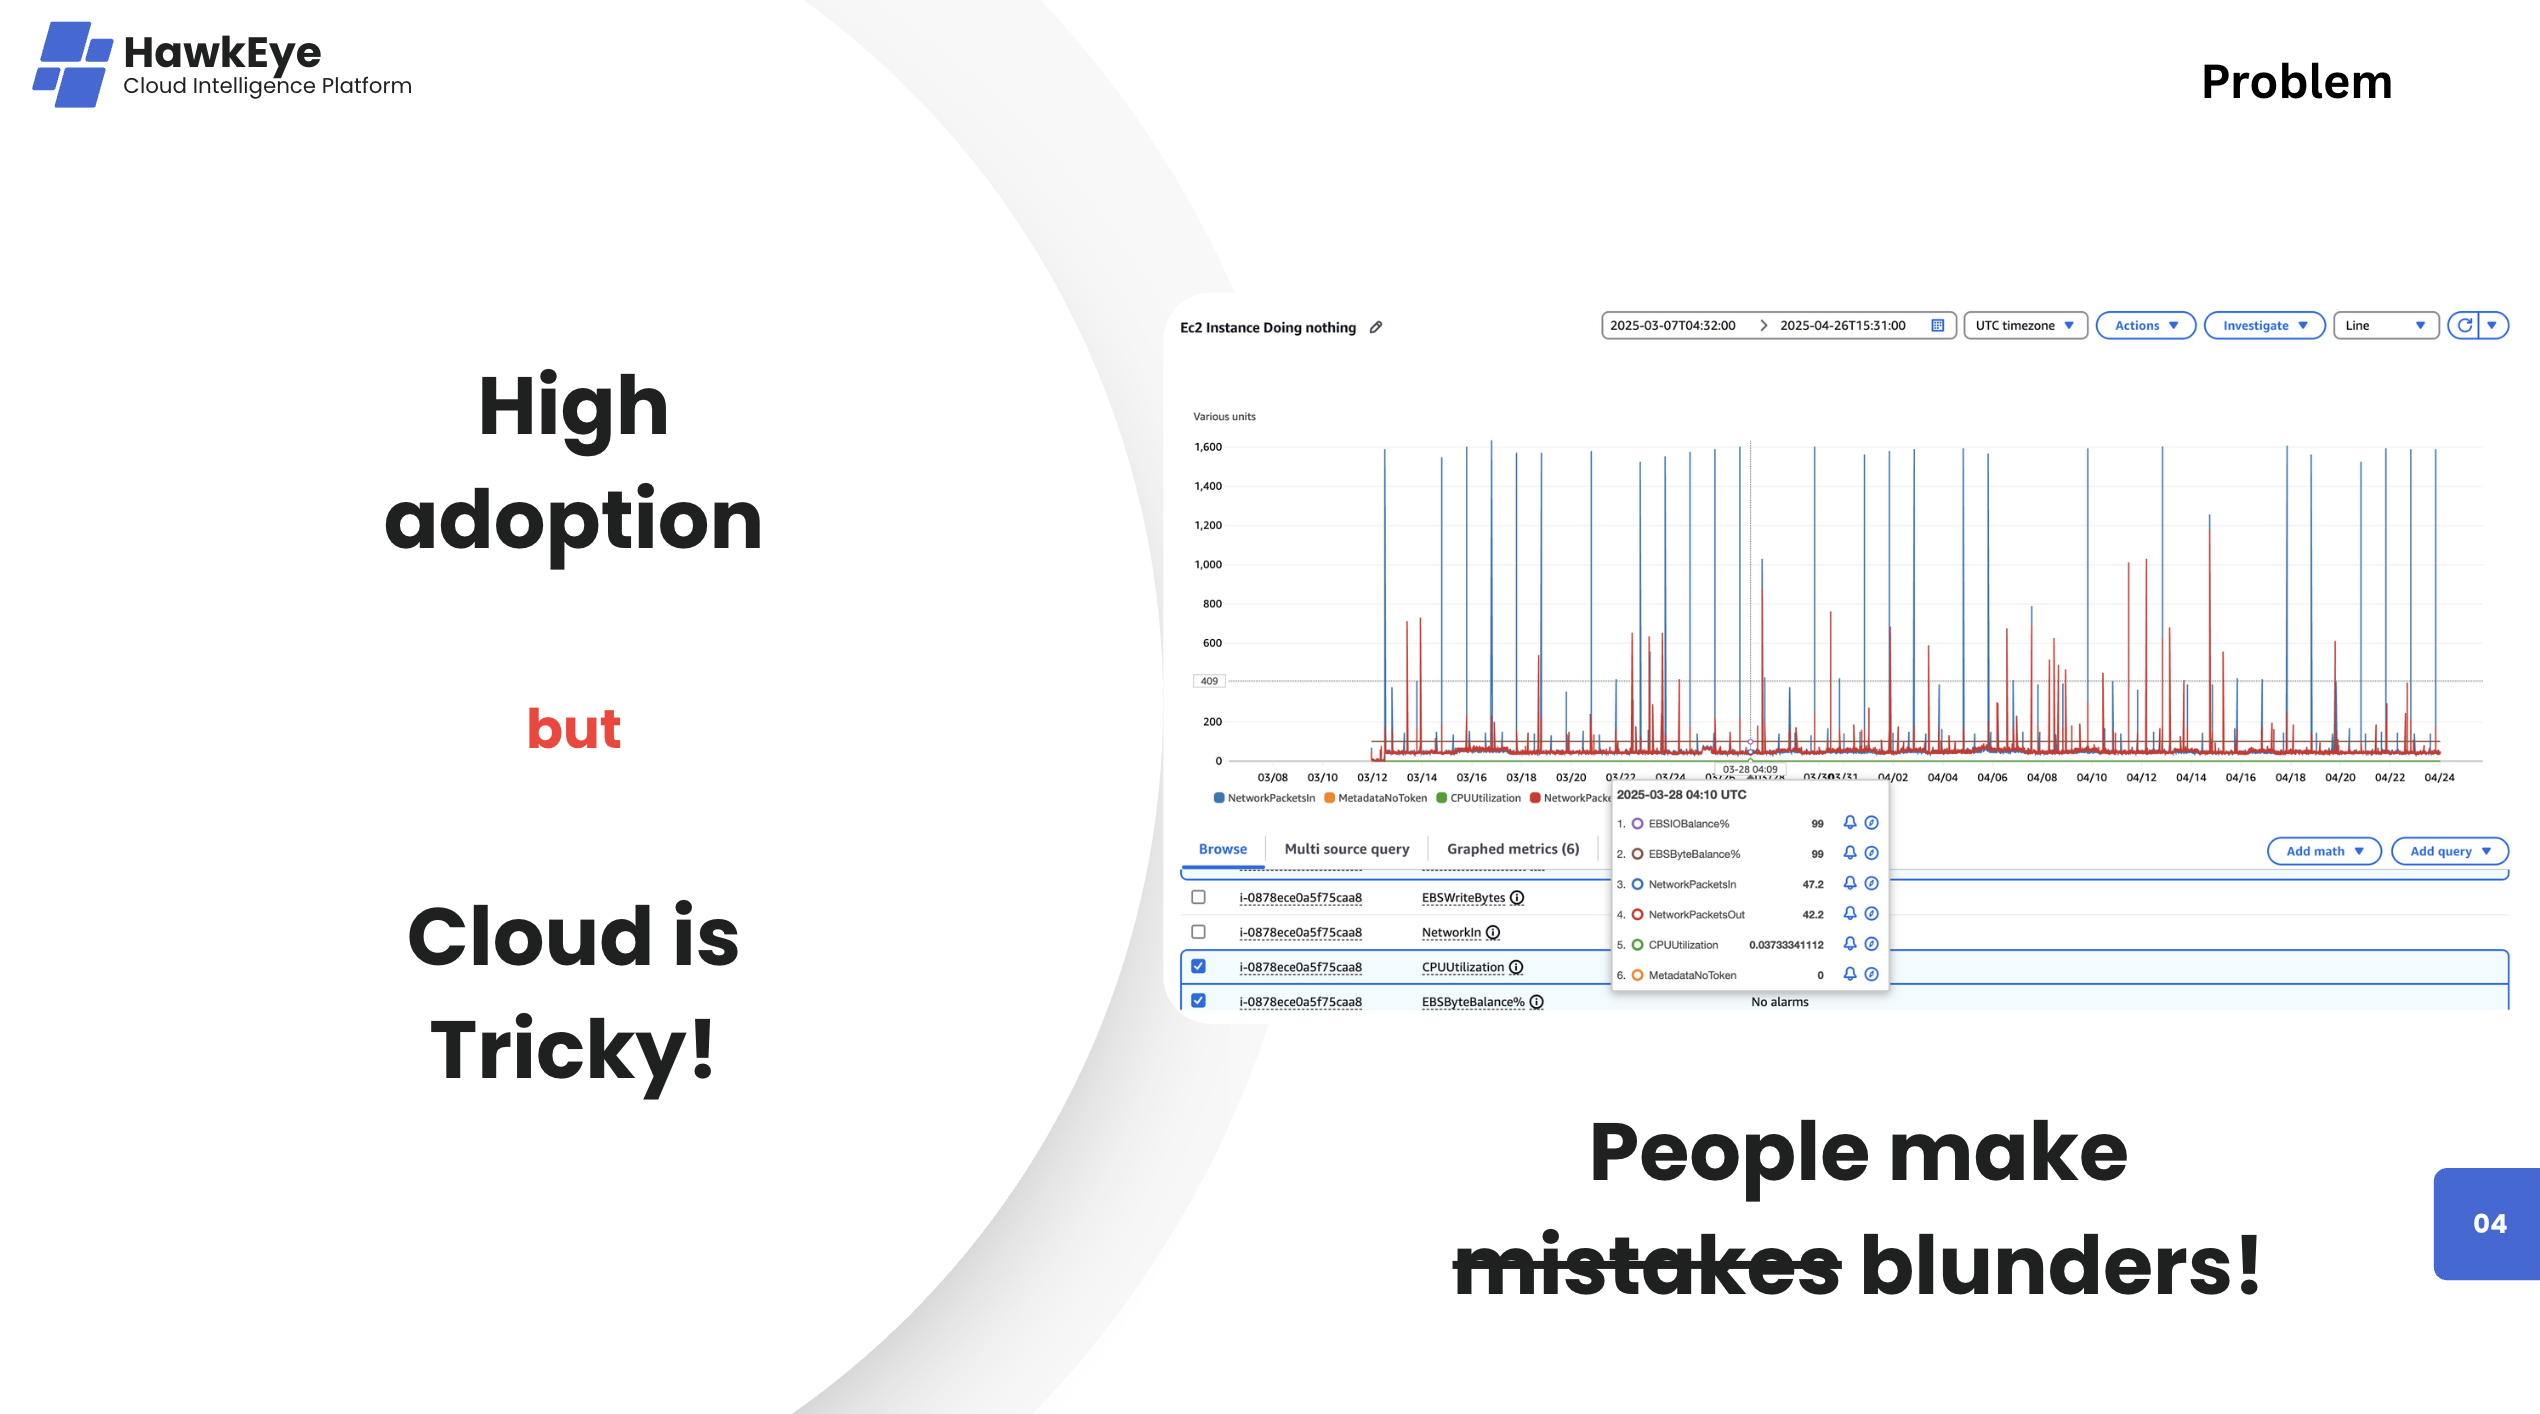 HawkEye
Cloud Intelligence Platform
Problem
High
adoption
but
Cloud is
Tricky!
Ec2 Instance Doing nothing
2025-03-07T04:32:00 2025-04-26T15:31:00 UTC timezone Actions Investigate Line
Various units
1,600
1,400
1,200
1,000
800
600
409
200
0
03/08 03/10 03/12 03/14 03/16 03/18 03/20 03/22 03/24 03/26 03/28 03/30 03/31 04/02 04/04 04/06 04/08 04/10 04/12 04/14 04/16 04/18 04/20 04/22 04/24
03-28 04:09
NetworkPacketsIn MetadataNoToken CPUUtilization NetworkPacke
2025-03-28 04:10 UTC
1. EBSIOBalance% 99
2. EBSByteBalance% 99
3. NetworkPacketsIn 47.2
4. NetworkPacketsOut 42.2
5. CPUUtilization 0.03733341112
6. MetadataNoToken 0
Browse Multi source query Graphed metrics (6) Add math Add query
i-0878ece0a5f75caa8 EBSWriteBytes
i-0878ece0a5f75caa8 NetworkIn
i-0878ece0a5f75caa8 CPUUtilization
i-0878ece0a5f75caa8 EBSByteBalance% No alarms
People make
mistakes blunders!
04